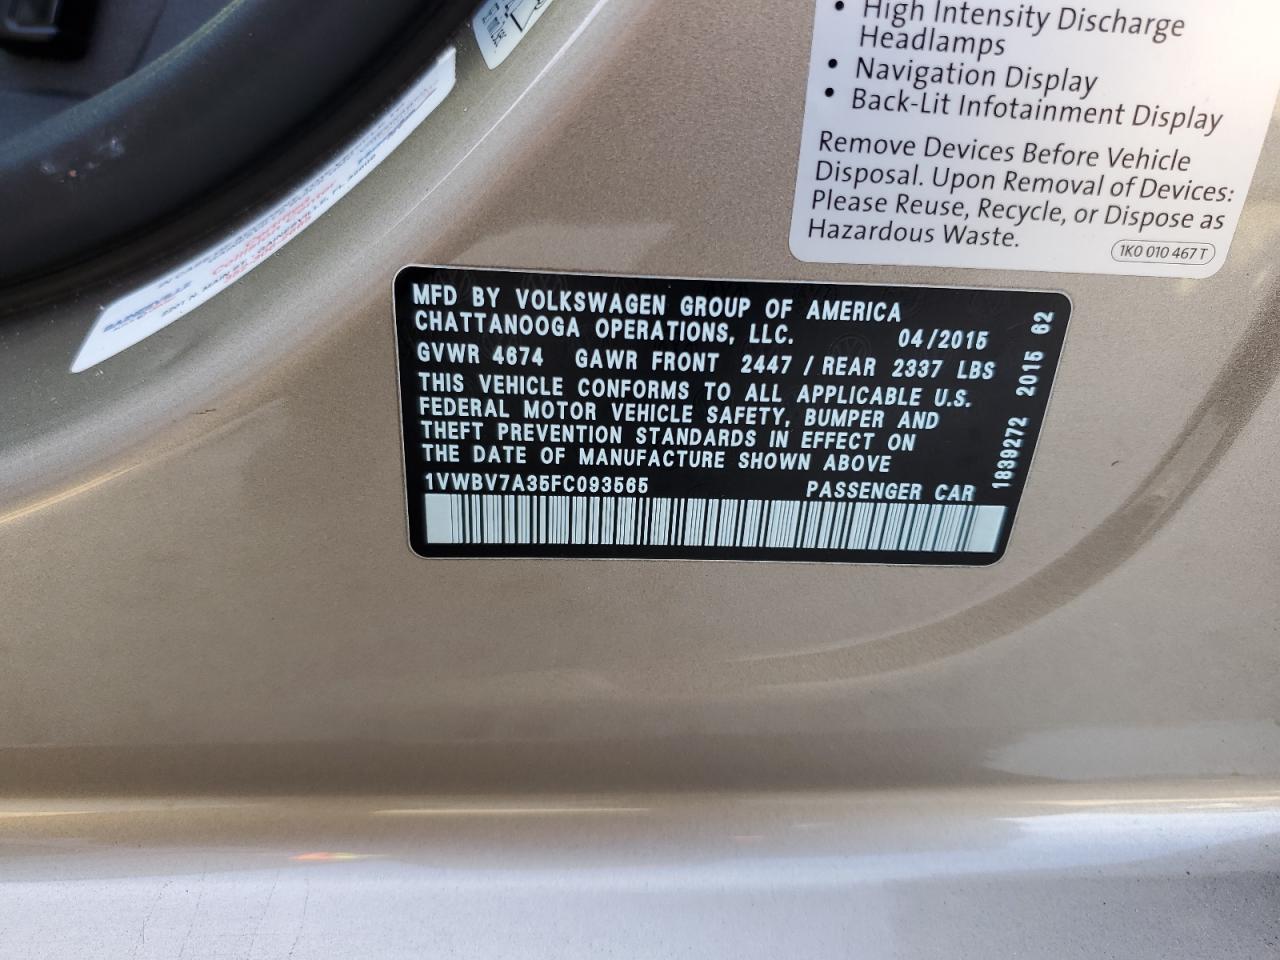 • High Intensity Discharge
Headlamps
• Navigation Display
• Back-Lit Infotainment Display
Remove Devices Before Vehicle
Disposal. Upon Removal of Devices:
Please Reuse, Recycle, or Dispose as
Hazardous Waste.
1K0 010 467 T
MFD BY VOLKSWAGEN GROUP OF AMERICA
CHATTANOOGA OPERATIONS, LLC. 04/2015
GVWR 4674 GAWR FRONT 2447 / REAR 2337 LBS
THIS VEHICLE CONFORMS TO ALL APPLICABLE U.S.
FEDERAL MOTOR VEHICLE SAFETY, BUMPER AND
THEFT PREVENTION STANDARDS IN EFFECT ON
THE DATE OF MANUFACTURE SHOWN ABOVE
1VWBV7A35FC093565 PASSENGER CAR
1839272 2015 62
Collision Center